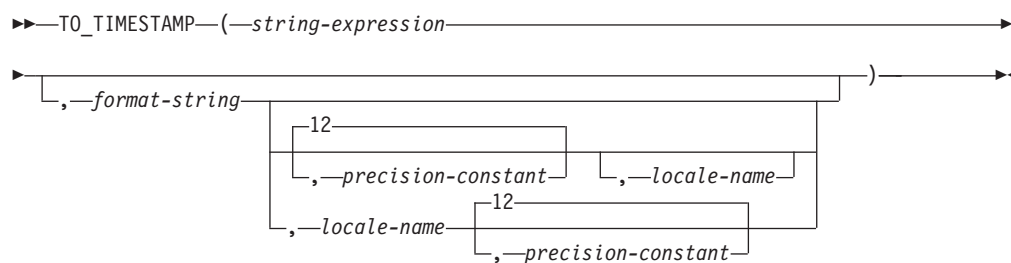 TO_TIMESTAMP ( string-expression
)
, format-string
12
, precision-constant , locale-name
12
, locale-name
, precision-constant